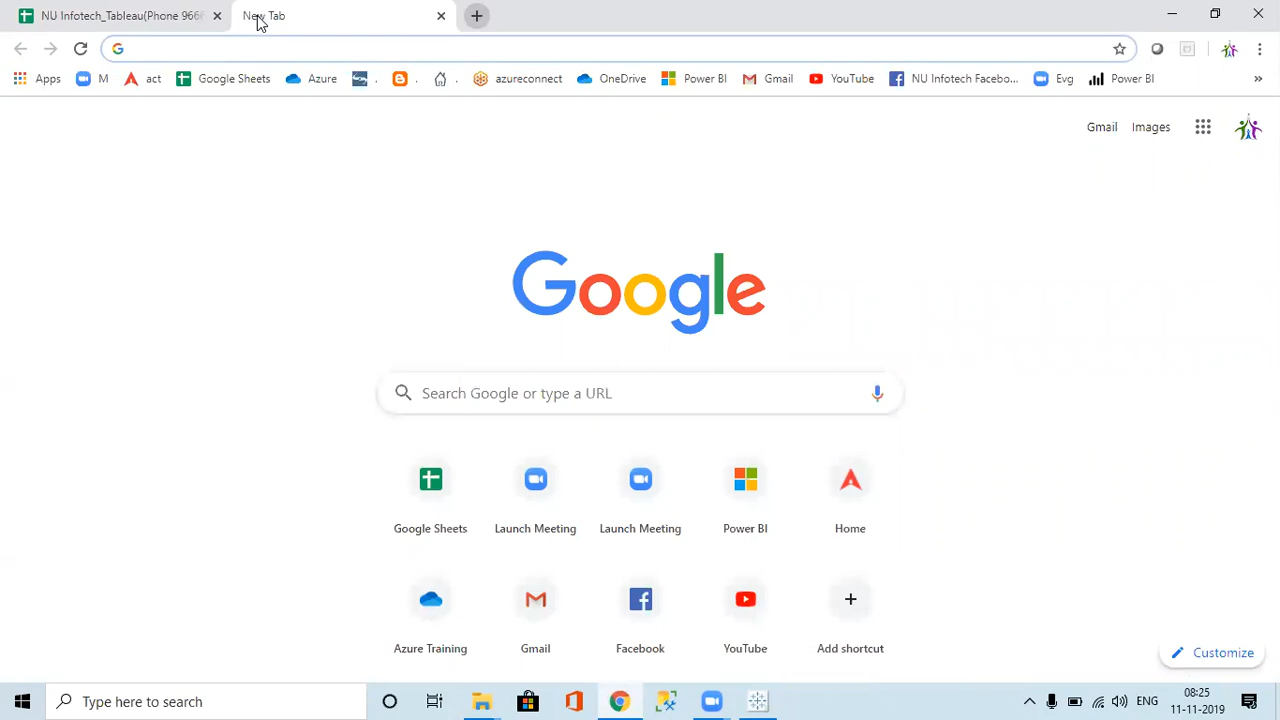 NU Infotech_Tableau(Phone 966
New Tab
Apps M act Google Sheets Azure . . . azureconnect OneDrive Power BI Gmail YouTube NU Infotech Facebo... Evg Power BI »
Gmail Images
Google
Search Google or type a URL
Google Sheets Launch Meeting Launch Meeting Power BI Home
Azure Training Gmail Facebook YouTube Add shortcut
Customize
Type here to search
ENG
08:25
11-11-2019